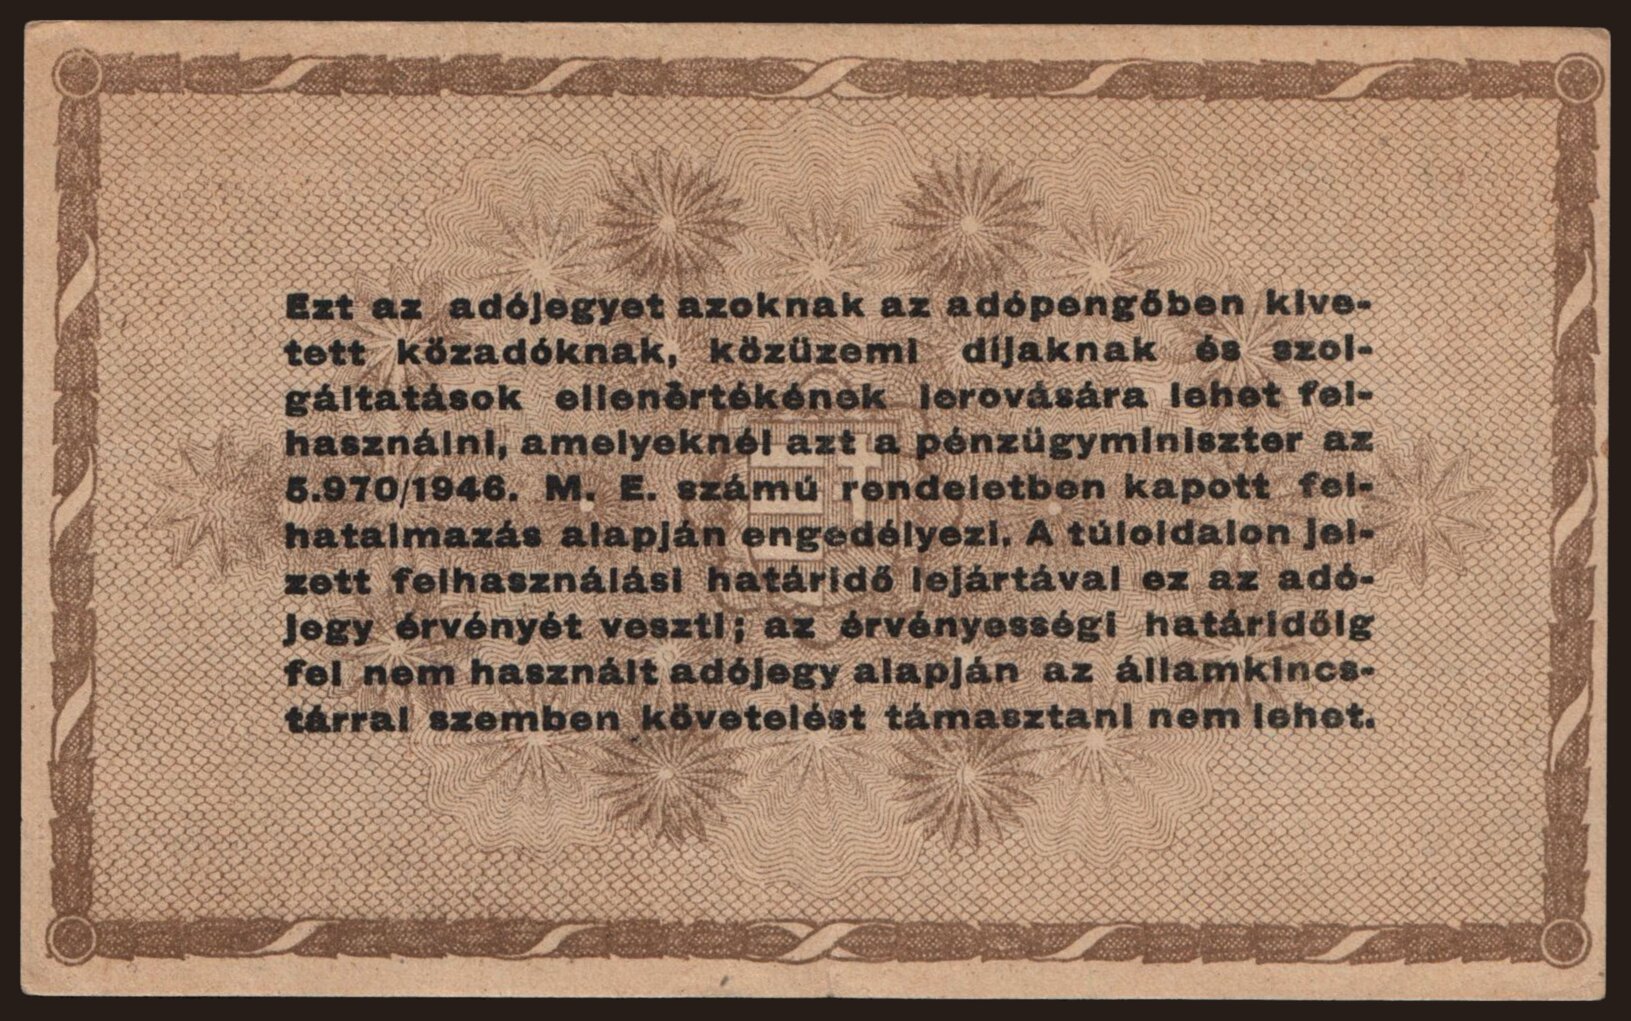 Ezt az adójegyet azoknak az adópengőben kive-
tett közadóknak, közüzemi díjaknak és szol-
gáltatások ellenértékének lerovására lehet fel-
használni, amelyeknél azt a pénzügyminiszter az
5.970/1946. M. E. számú rendeletben kapott fel-
hatalmazás alapján engedélyezi. A túloldalon jel-
zett felhasználási határidő lejártával ez az adó-
jegy érvényét veszti; az érvényességi határidőig
fel nem használt adójegy alapján az államkincs-
tárral szemben követelést támasztani nem lehet.